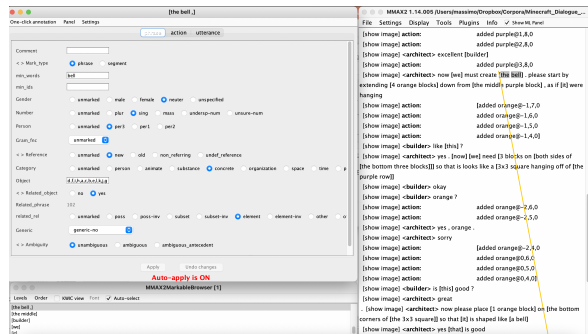 [the bell ,]
One-click annotation Panel Settings
phrase action utterance
Comment
< > Mark_type phrase segment
min_words bell
min_ids
Gender unmarked male female neuter unspecified
Number unmarked plur sing mass undersp-num unsure-num
Person unmarked per3 per1 per2
Gram_fnc unmarked
< > Reference unmarked new old non_referring undef_reference
Category unmarked person animate substance concrete organization space time p
Object
< > Related_object no yes
Related_phrase
related_rel unmarked poss poss-inv subset subset-inv element element-inv other o
Generic generic-no
< > Ambiguity unambiguous ambiguous ambiguous_antecedent
Apply Undo changes
Auto-apply is ON
MMAX2MarkableBrowser [1]
Levels Order KWIC view Font Auto-select
[the bell ,]
[the middle]
[builder]
[we]
MMAX2 1.14.005 /Users/massimo/Dropbox/Corpora/Minecraft_Dialogue_...
File Settings Display Tools Plugins Info Show ML Panel
[show image] action: added purple@1,8,0
[show image] action: added purple@2,8,0
[show image] action: added purple@3,8,0
[show image] <architect> excellent [builder]
[show image] <architect> now [we] must create [the bell] , please start by
extending [4 orange blocks] down from [the middle purple block] , as if [it] were
hanging
[show image] action: [added orange@-1,7,0
[show image] action: added orange@-1,6,0
[show image] action: added orange@-1,5,0
[show image] action: added orange@-1,4,0]
[show image] <builder> like [this] ?
[show image] <architect> yes . [now] [we] need [3 blocks on [both sides of
[the bottom three blocks]]] so that is looks like a [3x3 square hanging off of [the
purple row]]
[show image] <builder> okay
[show image] <builder> orange ?
[show image] action: added orange@-2,6,0
[show image] action: added orange@-2,5,0
[show image] <architect> yes , orange .
[show image] <architect> sorry
[show image] action: [added orange@-2,4,0
[show image] action: added orange@0,6,0
[show image] action: added orange@0,5,0
[show image] action: added orange@0,4,0]
[show image] <builder> is [this] good ?
[show image] <architect> great
. [show image] <architect> now please place [1 orange block] on [the bottom
corners of [the 3x3 square]] so that [it] is shaped like [a bell]
[show image] <architect> yes [that] is good